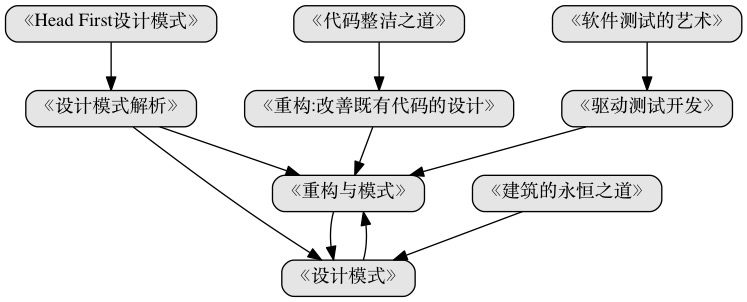 《Head First设计模式》
《代码整洁之道》
《软件测试的艺术》
《设计模式解析》
《重构:改善既有代码的设计》
《驱动测试开发》
《重构与模式》
《建筑的永恒之道》
《设计模式》